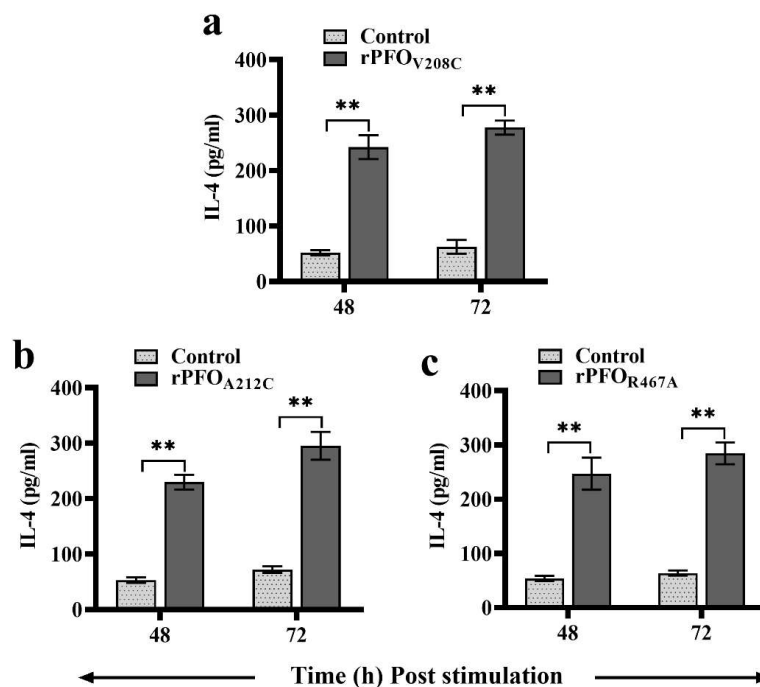 a
Control
rPFOV208C
IL-4 (pg/ml)
400
300
200
100
0
**
**
48
72
b
Control
rPFOA212C
IL-4 (pg/ml)
400
300
200
100
0
**
**
48
72
c
Control
rPFOR467A
IL-4 (pg/ml)
400
300
200
100
0
**
**
48
72
Time (h) Post stimulation